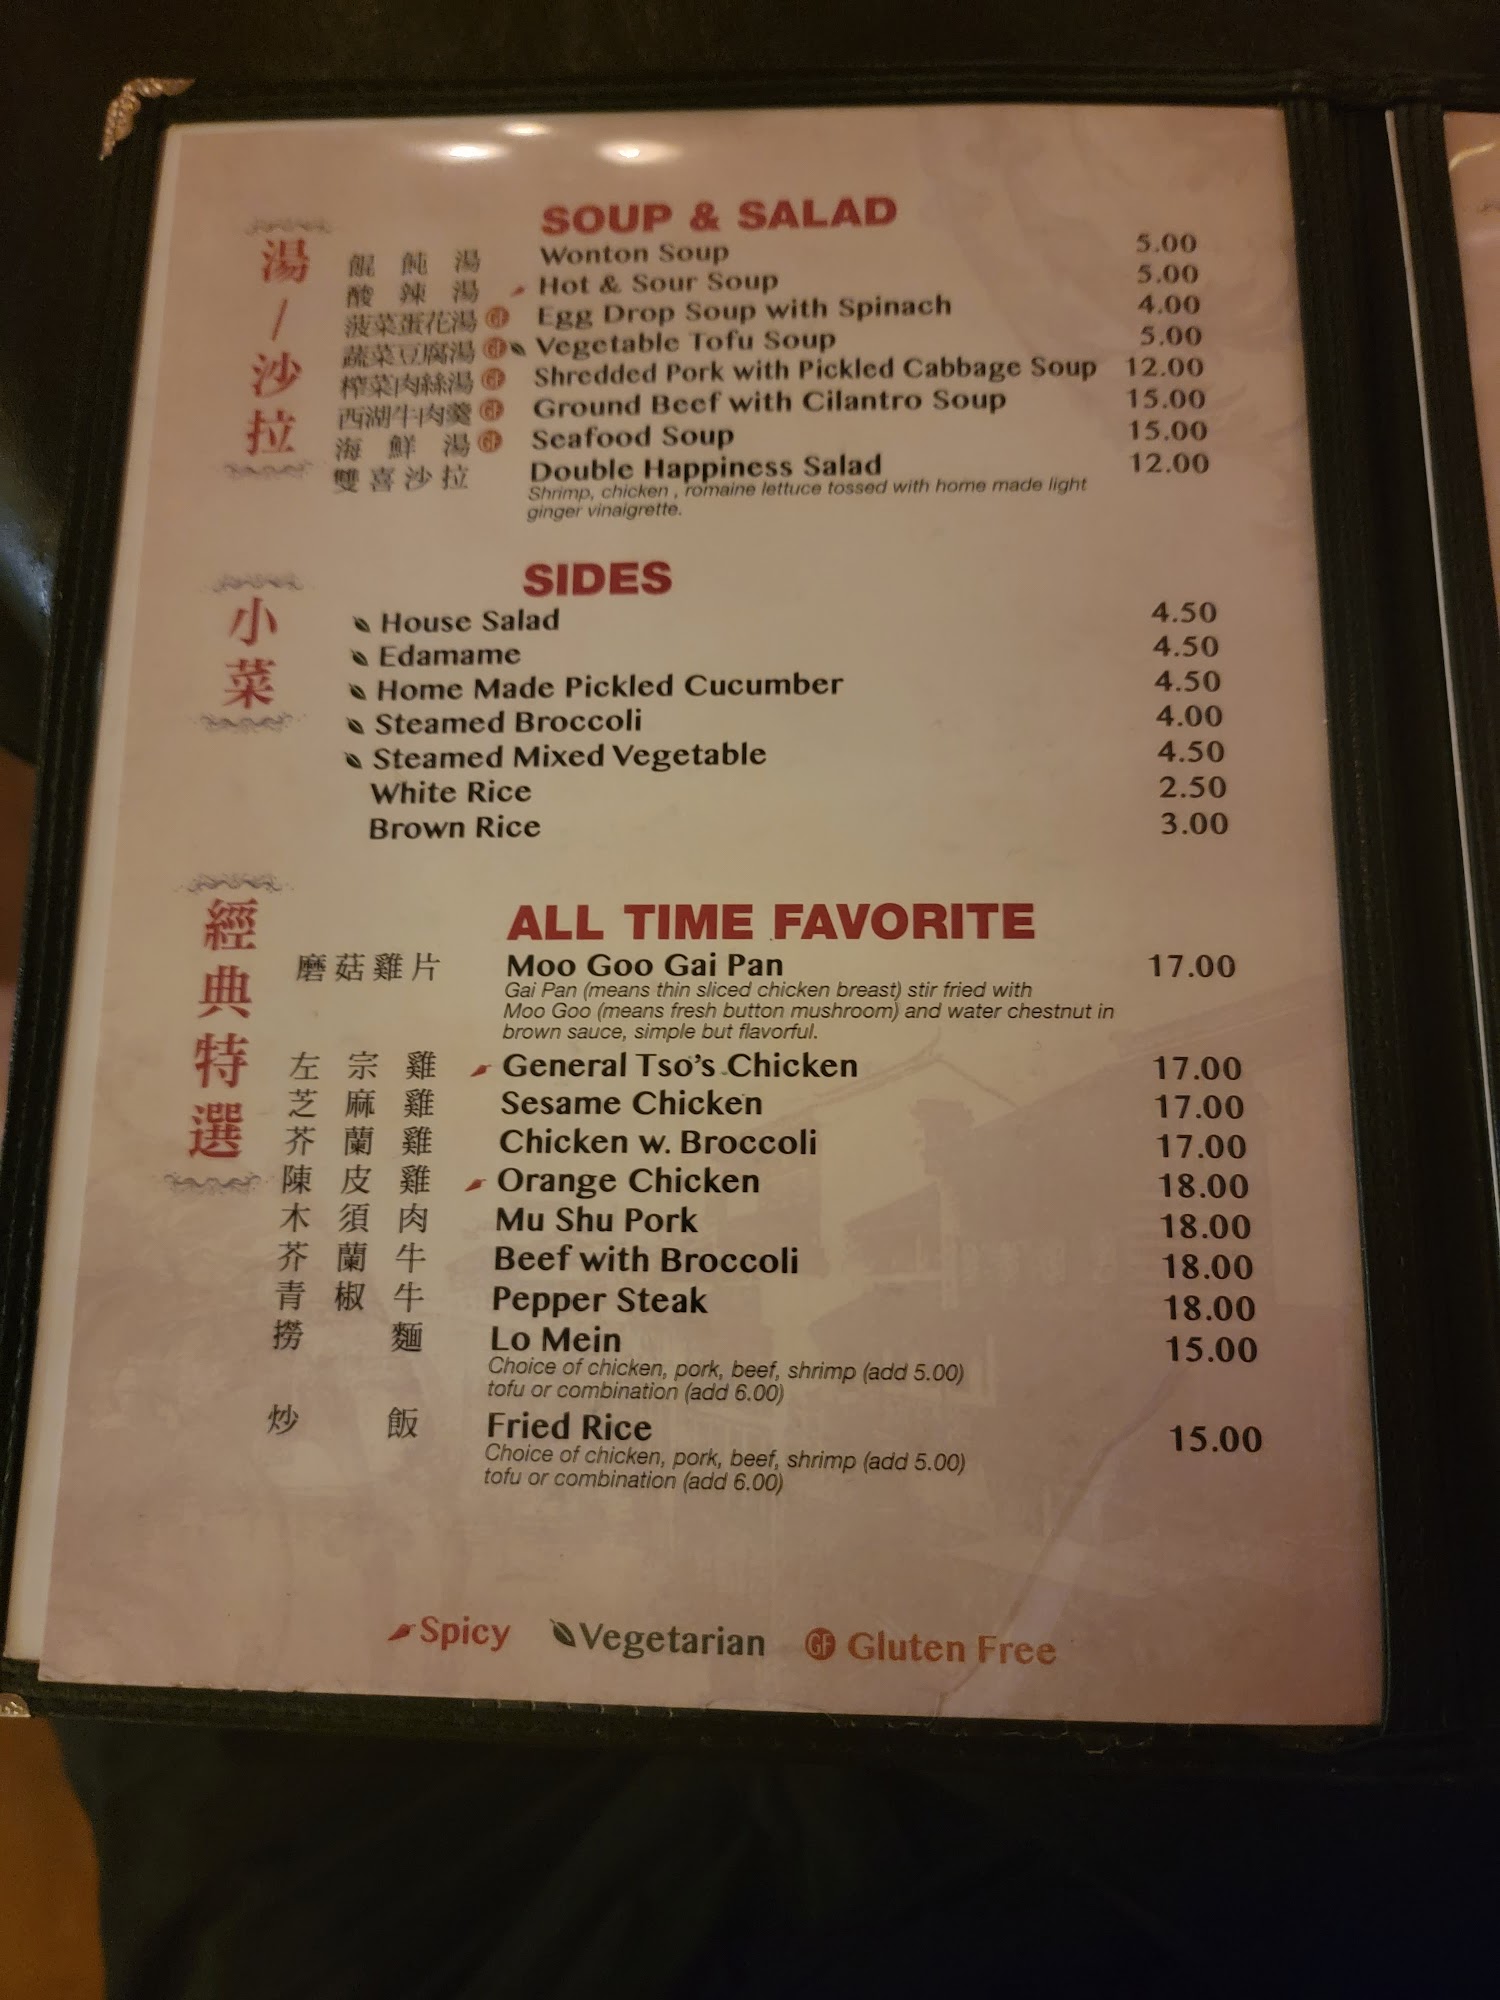 湯/沙拉
SOUP & SALAD
餛飩湯 Wonton Soup 5.00
酸辣湯 Hot & Sour Soup 5.00
菠菜蛋花湯 GF Egg Drop Soup with Spinach 4.00
蔬菜豆腐湯 GF Vegetable Tofu Soup 5.00
榨菜肉絲湯 GF Shredded Pork with Pickled Cabbage Soup 12.00
西湖牛肉羹 GF Ground Beef with Cilantro Soup 15.00
海鮮湯 GF Seafood Soup 15.00
雙喜沙拉 Double Happiness Salad 12.00
Shrimp, chicken , romaine lettuce tossed with home made light
ginger vinaigrette.
小菜
SIDES
House Salad 4.50
Edamame 4.50
Home Made Pickled Cucumber 4.50
Steamed Broccoli 4.00
Steamed Mixed Vegetable 4.50
White Rice 2.50
Brown Rice 3.00
經典特選
ALL TIME FAVORITE
磨菇雞片 Moo Goo Gai Pan 17.00
Gai Pan (means thin sliced chicken breast) stir fried with
Moo Goo (means fresh button mushroom) and water chestnut in
brown sauce, simple but flavorful.
左宗雞 General Tso's Chicken 17.00
芝麻雞 Sesame Chicken 17.00
芥蘭雞 Chicken w. Broccoli 17.00
陳皮雞 Orange Chicken 18.00
木須肉 Mu Shu Pork 18.00
芥蘭牛 Beef with Broccoli 18.00
青椒牛 Pepper Steak 18.00
撈麵 Lo Mein 15.00
Choice of chicken, pork, beef, shrimp (add 5.00)
tofu or combination (add 6.00)
炒飯 Fried Rice 15.00
Choice of chicken, pork, beef, shrimp (add 5.00)
tofu or combination (add 6.00)
Spicy Vegetarian GF Gluten Free